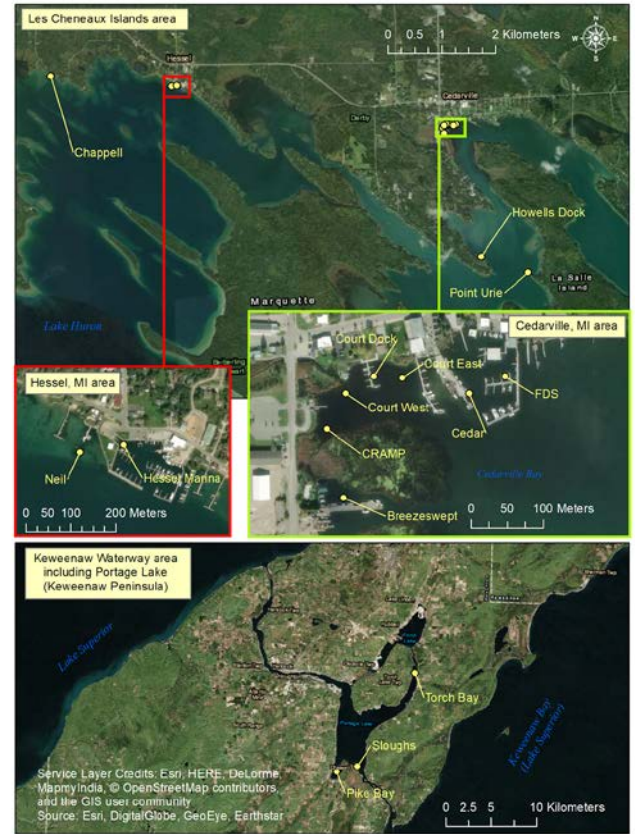 Les Cheneaux Islands area
0 0.5 1 2 Kilometers
N
W E
S
Hessel
Cedarville
Derby
Chappell
Howells Dock
Point Urie
La Salle
Island
Marquette
Lake Huron
Hessel, MI area
Neil
Hessel Marina
0 100 200 Meters
Cedarville, MI area
Court Dock
Court East
Court West
FDS
Cedar
CRAMP
Cedarville Bay
Breezeswept
0 50 100 Meters
Keweenaw Waterway area
including Portage Lake
(Keweenaw Peninsula)
Lake Superior
Torch Bay
Portage Lake
Keweenaw Bay
(Lake Superior)
Sloughs
Pike Bay
Service Layer Credits: Esri, HERE, DeLorme,
MapmyIndia, © OpenStreetMap contributors,
and the GIS user community
Source: Esri, DigitalGlobe, GeoEye, Earthstar
0 2.5 5 10 Kilometers